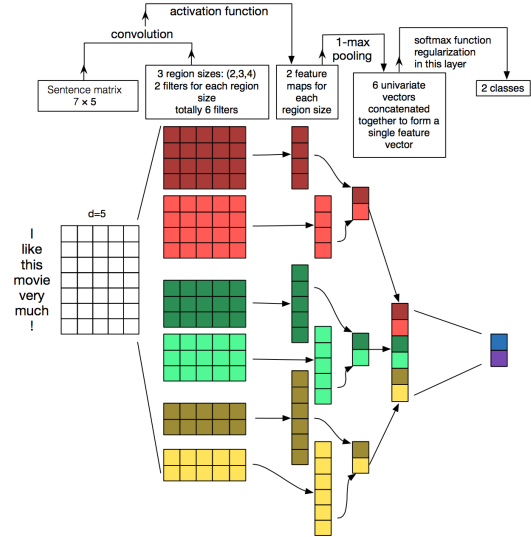 activation function
convolution
1-max
pooling
softmax function
regularization
in this layer
Sentence matrix
7 × 5
3 region sizes: (2,3,4)
2 filters for each region
size
totally 6 filters
2 feature
maps for
each
region size
6 univariate
vectors
concatenated
together to form a
single feature
vector
2 classes
d=5
I
like
this
movie
very
much
!